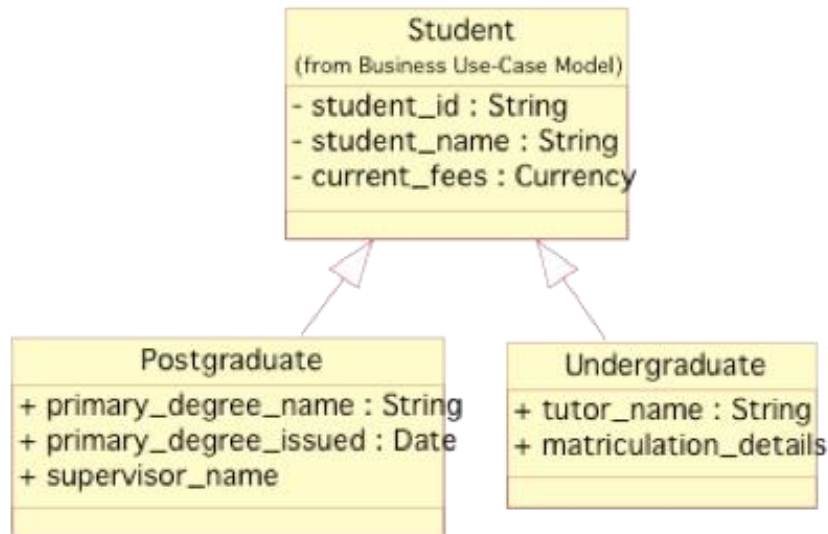 Student
(from Business Use-Case Model)
- student_id : String
- student_name : String
- current_fees : Currency
Postgraduate
+ primary_degree_name : String
+ primary_degree_issued : Date
+ supervisor_name
Undergraduate
+ tutor_name : String
+ matriculation_details